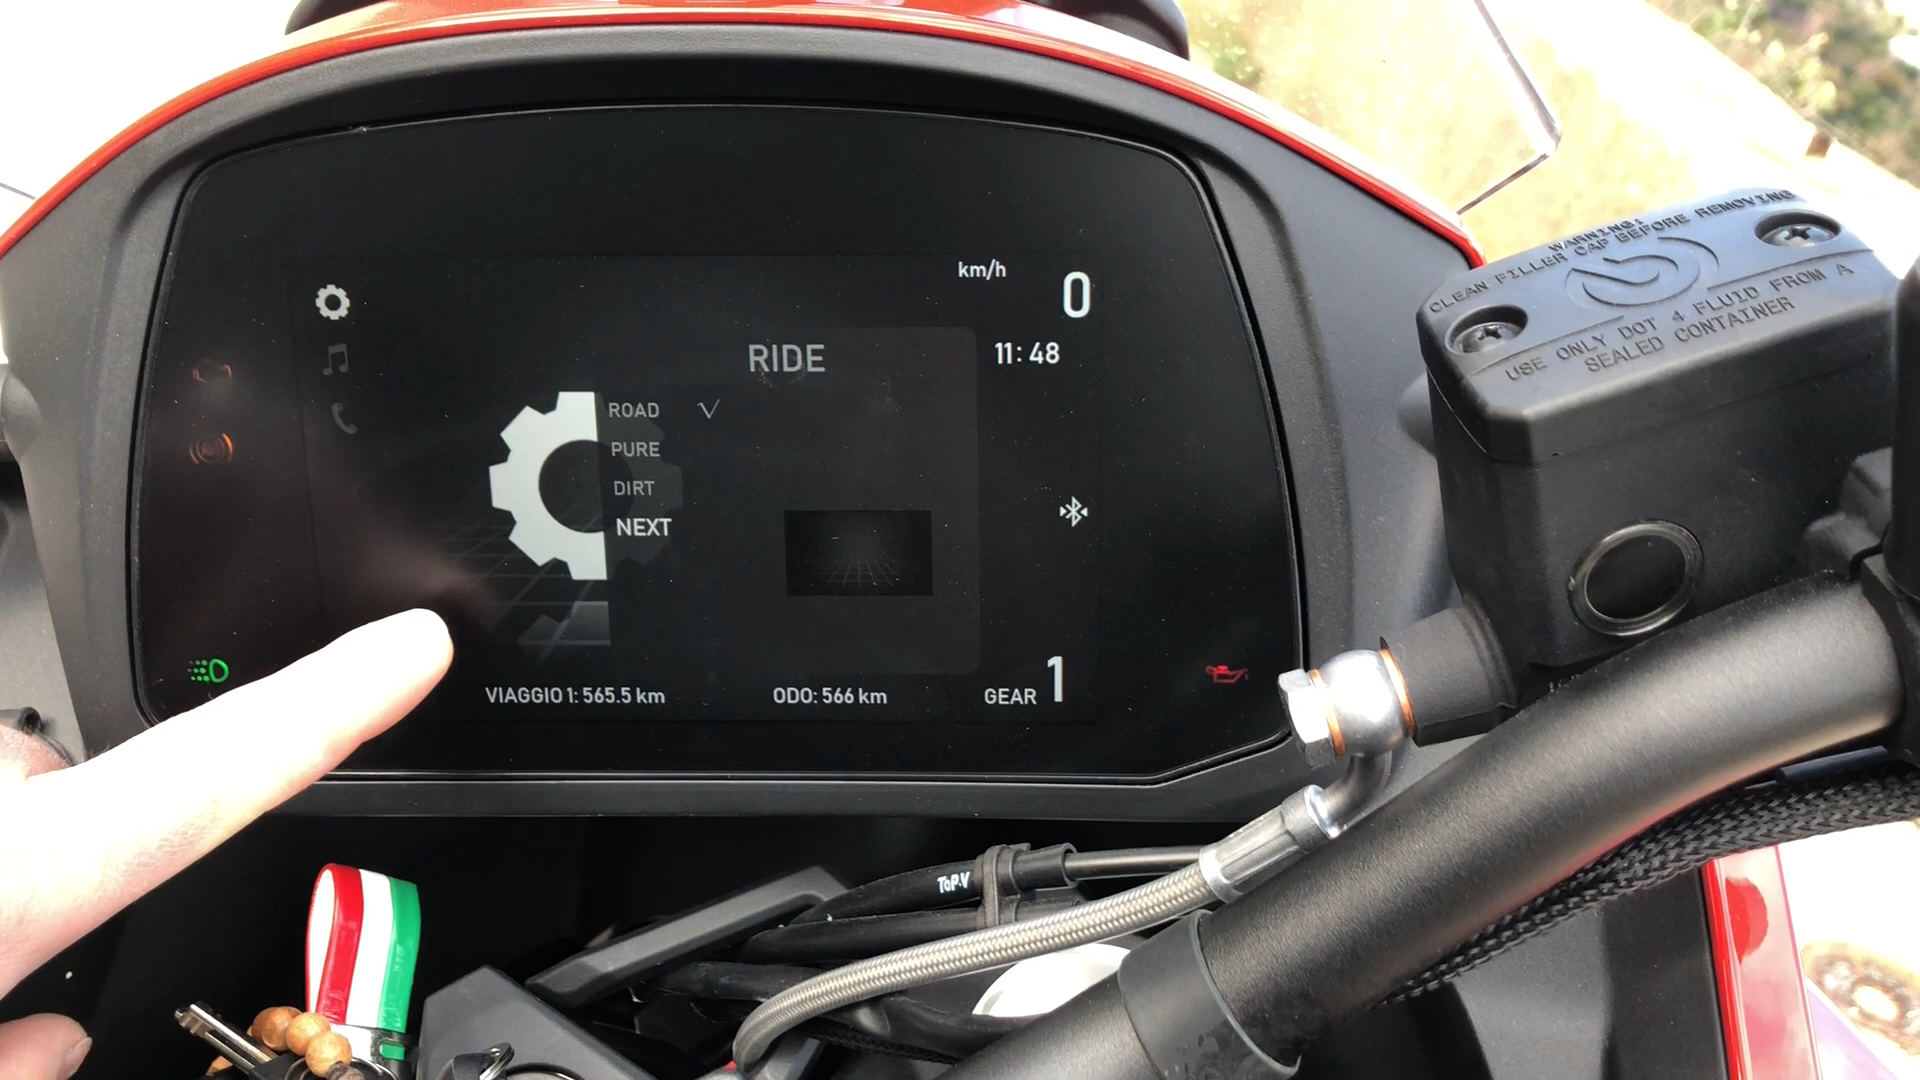 km/h
0
RIDE
11:48
ROAD
PURE
DIRT
NEXT
VIAGGIO 1: 565.5 km
ODO: 566 km
GEAR 1
ABS
WARNING:
CLEAN FILLER CAP BEFORE REMOVING
USE ONLY DOT 4 FLUID FROM A
SEALED CONTAINER
TOP.V